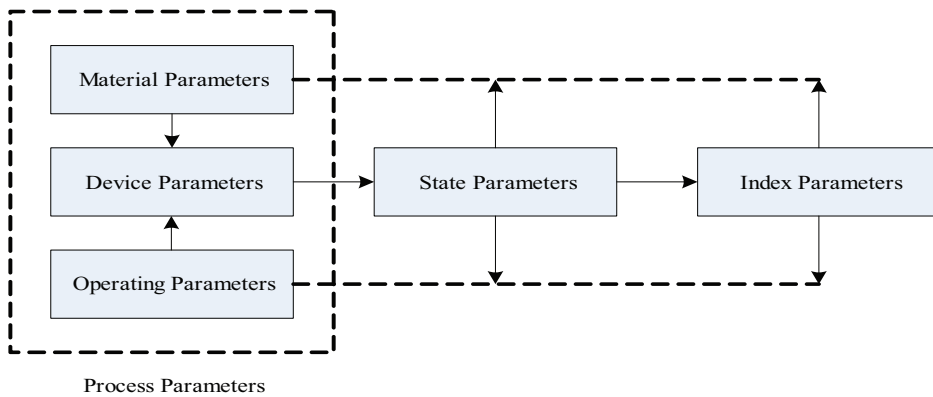 Material Parameters
Device Parameters
State Parameters
Index Parameters
Operating Parameters
Process Parameters